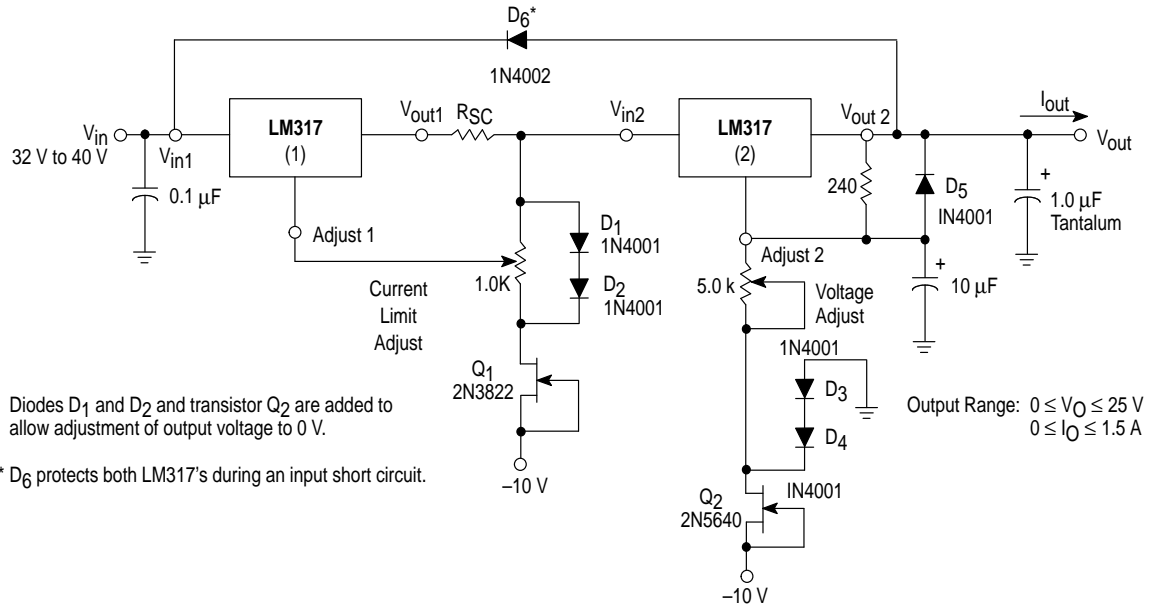 D6*
1N4002
Vin
32 V to 40 V
Vin1
0.1 μF
LM317
(1)
Adjust 1
Vout1
RSC
Vin2
LM317
(2)
Vout 2
Iout
Vout
240
D5
IN4001
+
1.0 μF
Tantalum
D1
1N4001
D2
1N4001
1.0K
Current
Limit
Adjust
Adjust 2
5.0 k
Voltage
Adjust
+
10 μF
Q1
2N3822
–10 V
1N4001
D3
D4
IN4001
Q2
2N5640
–10 V
Output Range: 0 ≤ VO ≤ 25 V
0 ≤ IO ≤ 1.5 A
Diodes D1 and D2 and transistor Q2 are added to
allow adjustment of output voltage to 0 V.
* D6 protects both LM317's during an input short circuit.